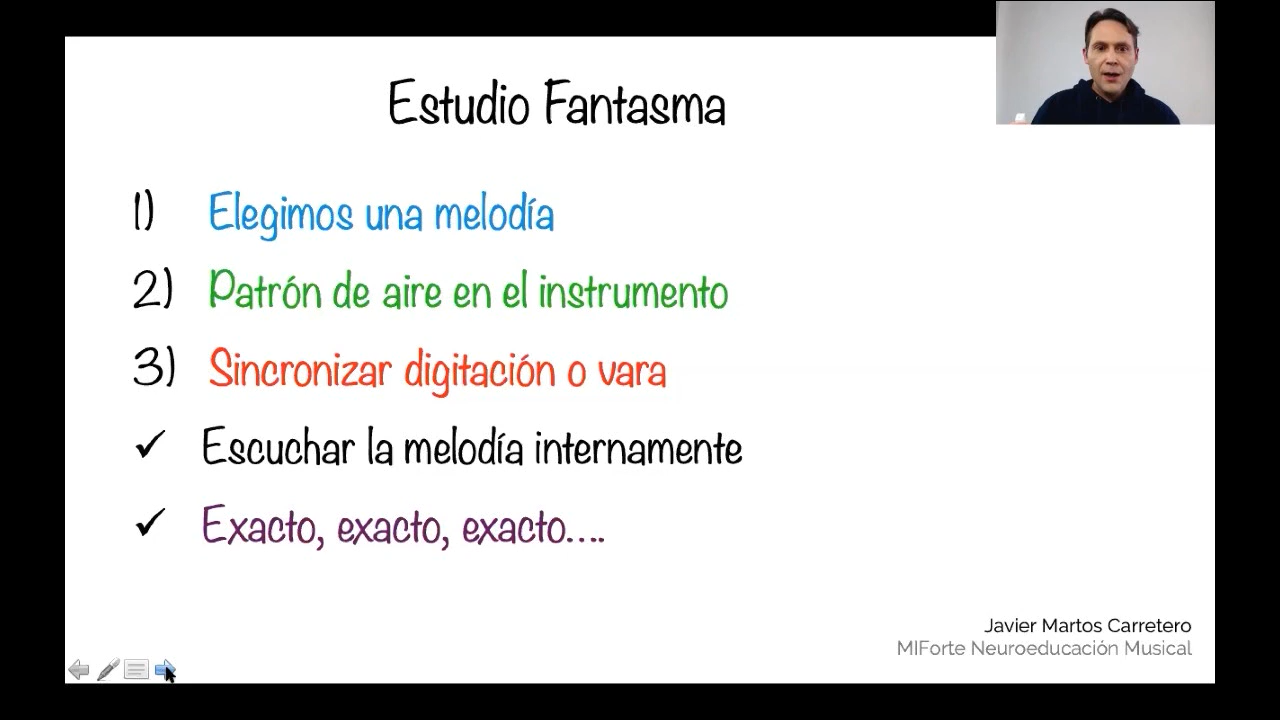 Estudio Fantasma
1) Elegimos una melodía
2) Patrón de aire en el instrumento
3) Sincronizar digitación o vara
✓ Escuchar la melodía internamente
✓ Exacto, exacto, exacto....
Javier Martos Carretero
MIForte Neuroeducación Musical